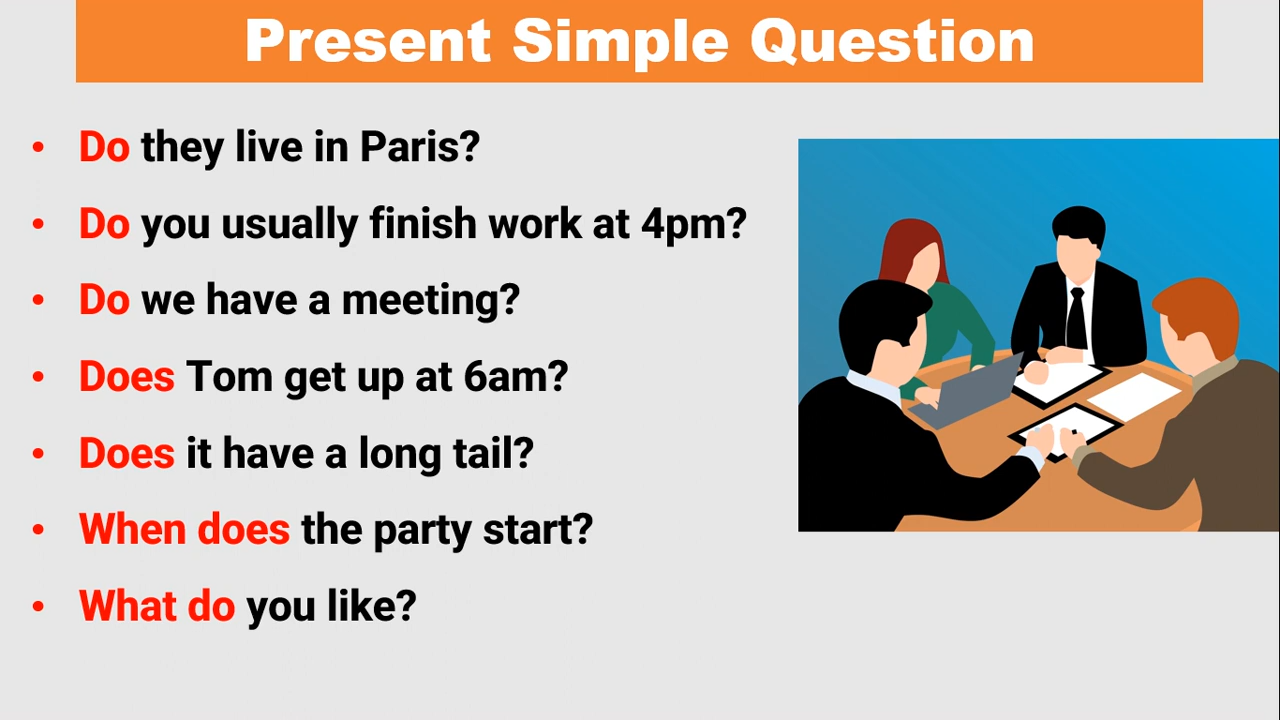 Present Simple Question
• Do they live in Paris?
• Do you usually finish work at 4pm?
• Do we have a meeting?
• Does Tom get up at 6am?
• Does it have a long tail?
• When does the party start?
• What do you like?